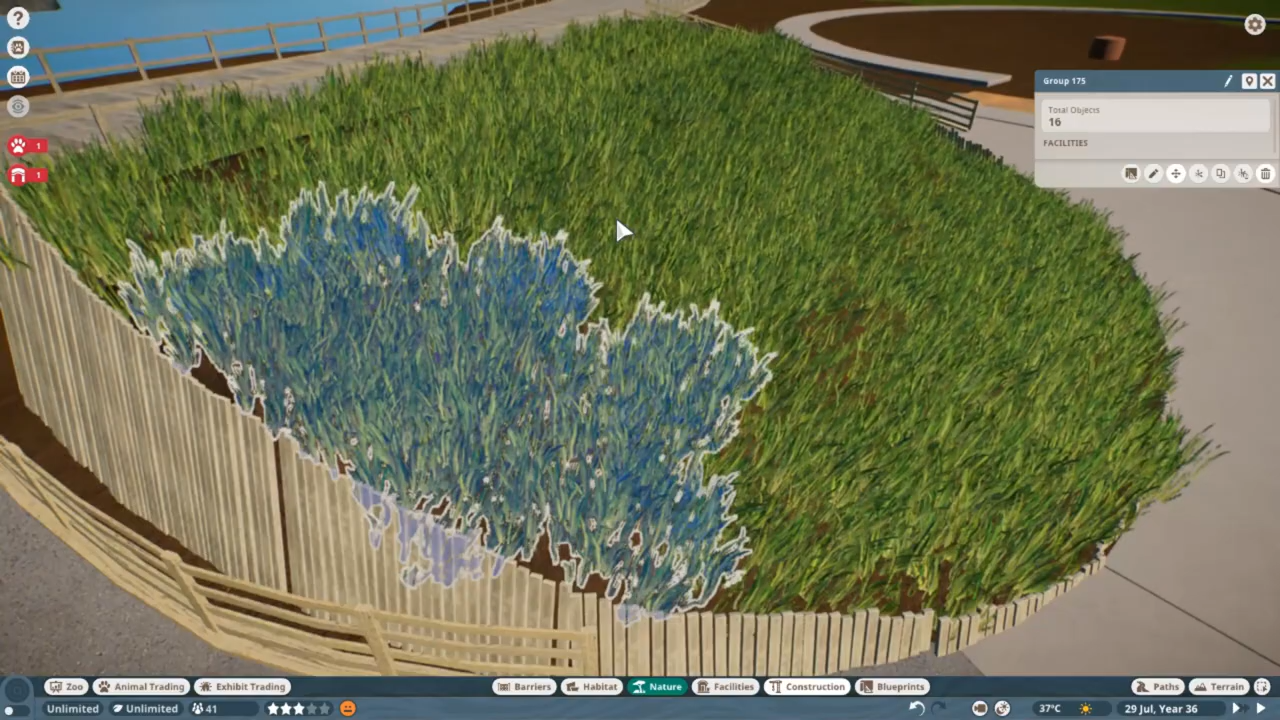 ?
1
1
Group 175
Total Objects
16
FACILITIES
Zoo
Animal Trading
Exhibit Trading
Barriers
Habitat
Nature
Facilities
Construction
Blueprints
Paths
Terrain
Unlimited
Unlimited
41
37°C
29 Jul, Year 36